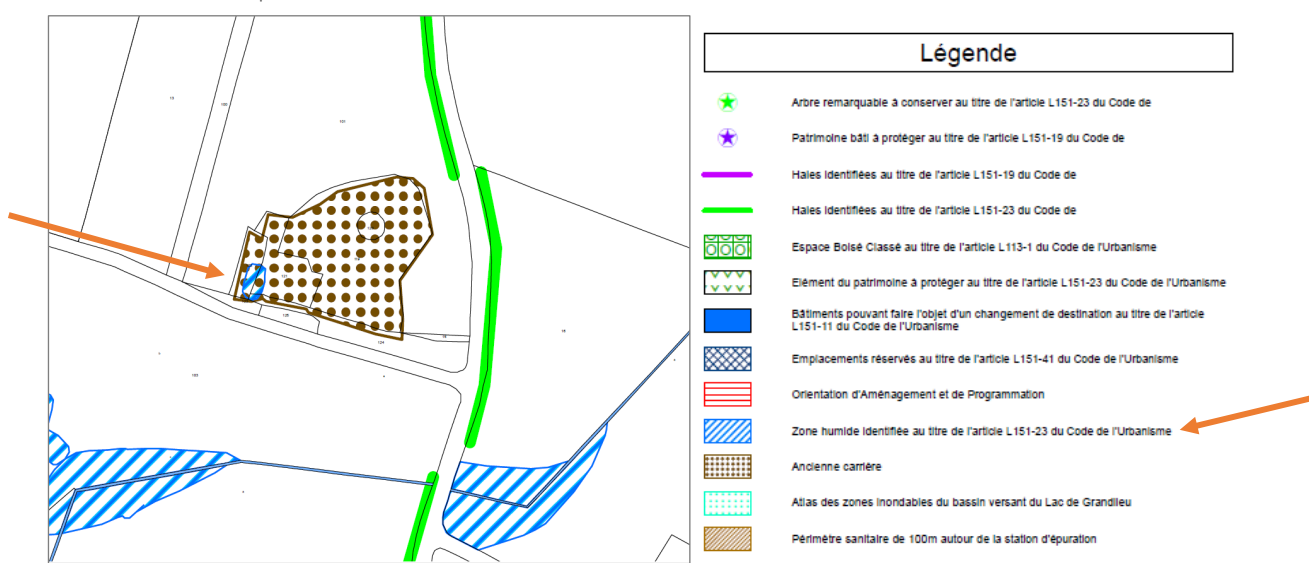 Légende
Arbre remarquable à conserver au titre de l'article L151-23 du Code de
Patrimoine bâti à protéger au titre de l'article L151-19 du Code de
Haies identifiées au titre de l'article L151-19 du Code de
Haies identifiées au titre de l'article L151-23 du Code de
Espace Boisé Classé au titre de l'article L113-1 du Code de l'Urbanisme
Elément du patrimoine à protéger au titre de l'article L151-23 du Code de l'Urbanisme
Bâtiments pouvant faire l'objet d'un changement de destination au titre de l'article
L151-11 du Code de l'Urbanisme
Emplacements réservés au titre de l'article L151-41 du Code de l'Urbanisme
Orientation d'Aménagement et de Programmation
Zone humide identifiée au titre de l'article L151-23 du Code de l'Urbanisme
Ancienne carrière
Atlas des zones inondables du bassin versant du Lac de Grandlieu
Périmètre sanitaire de 100m autour de la station d'épuration